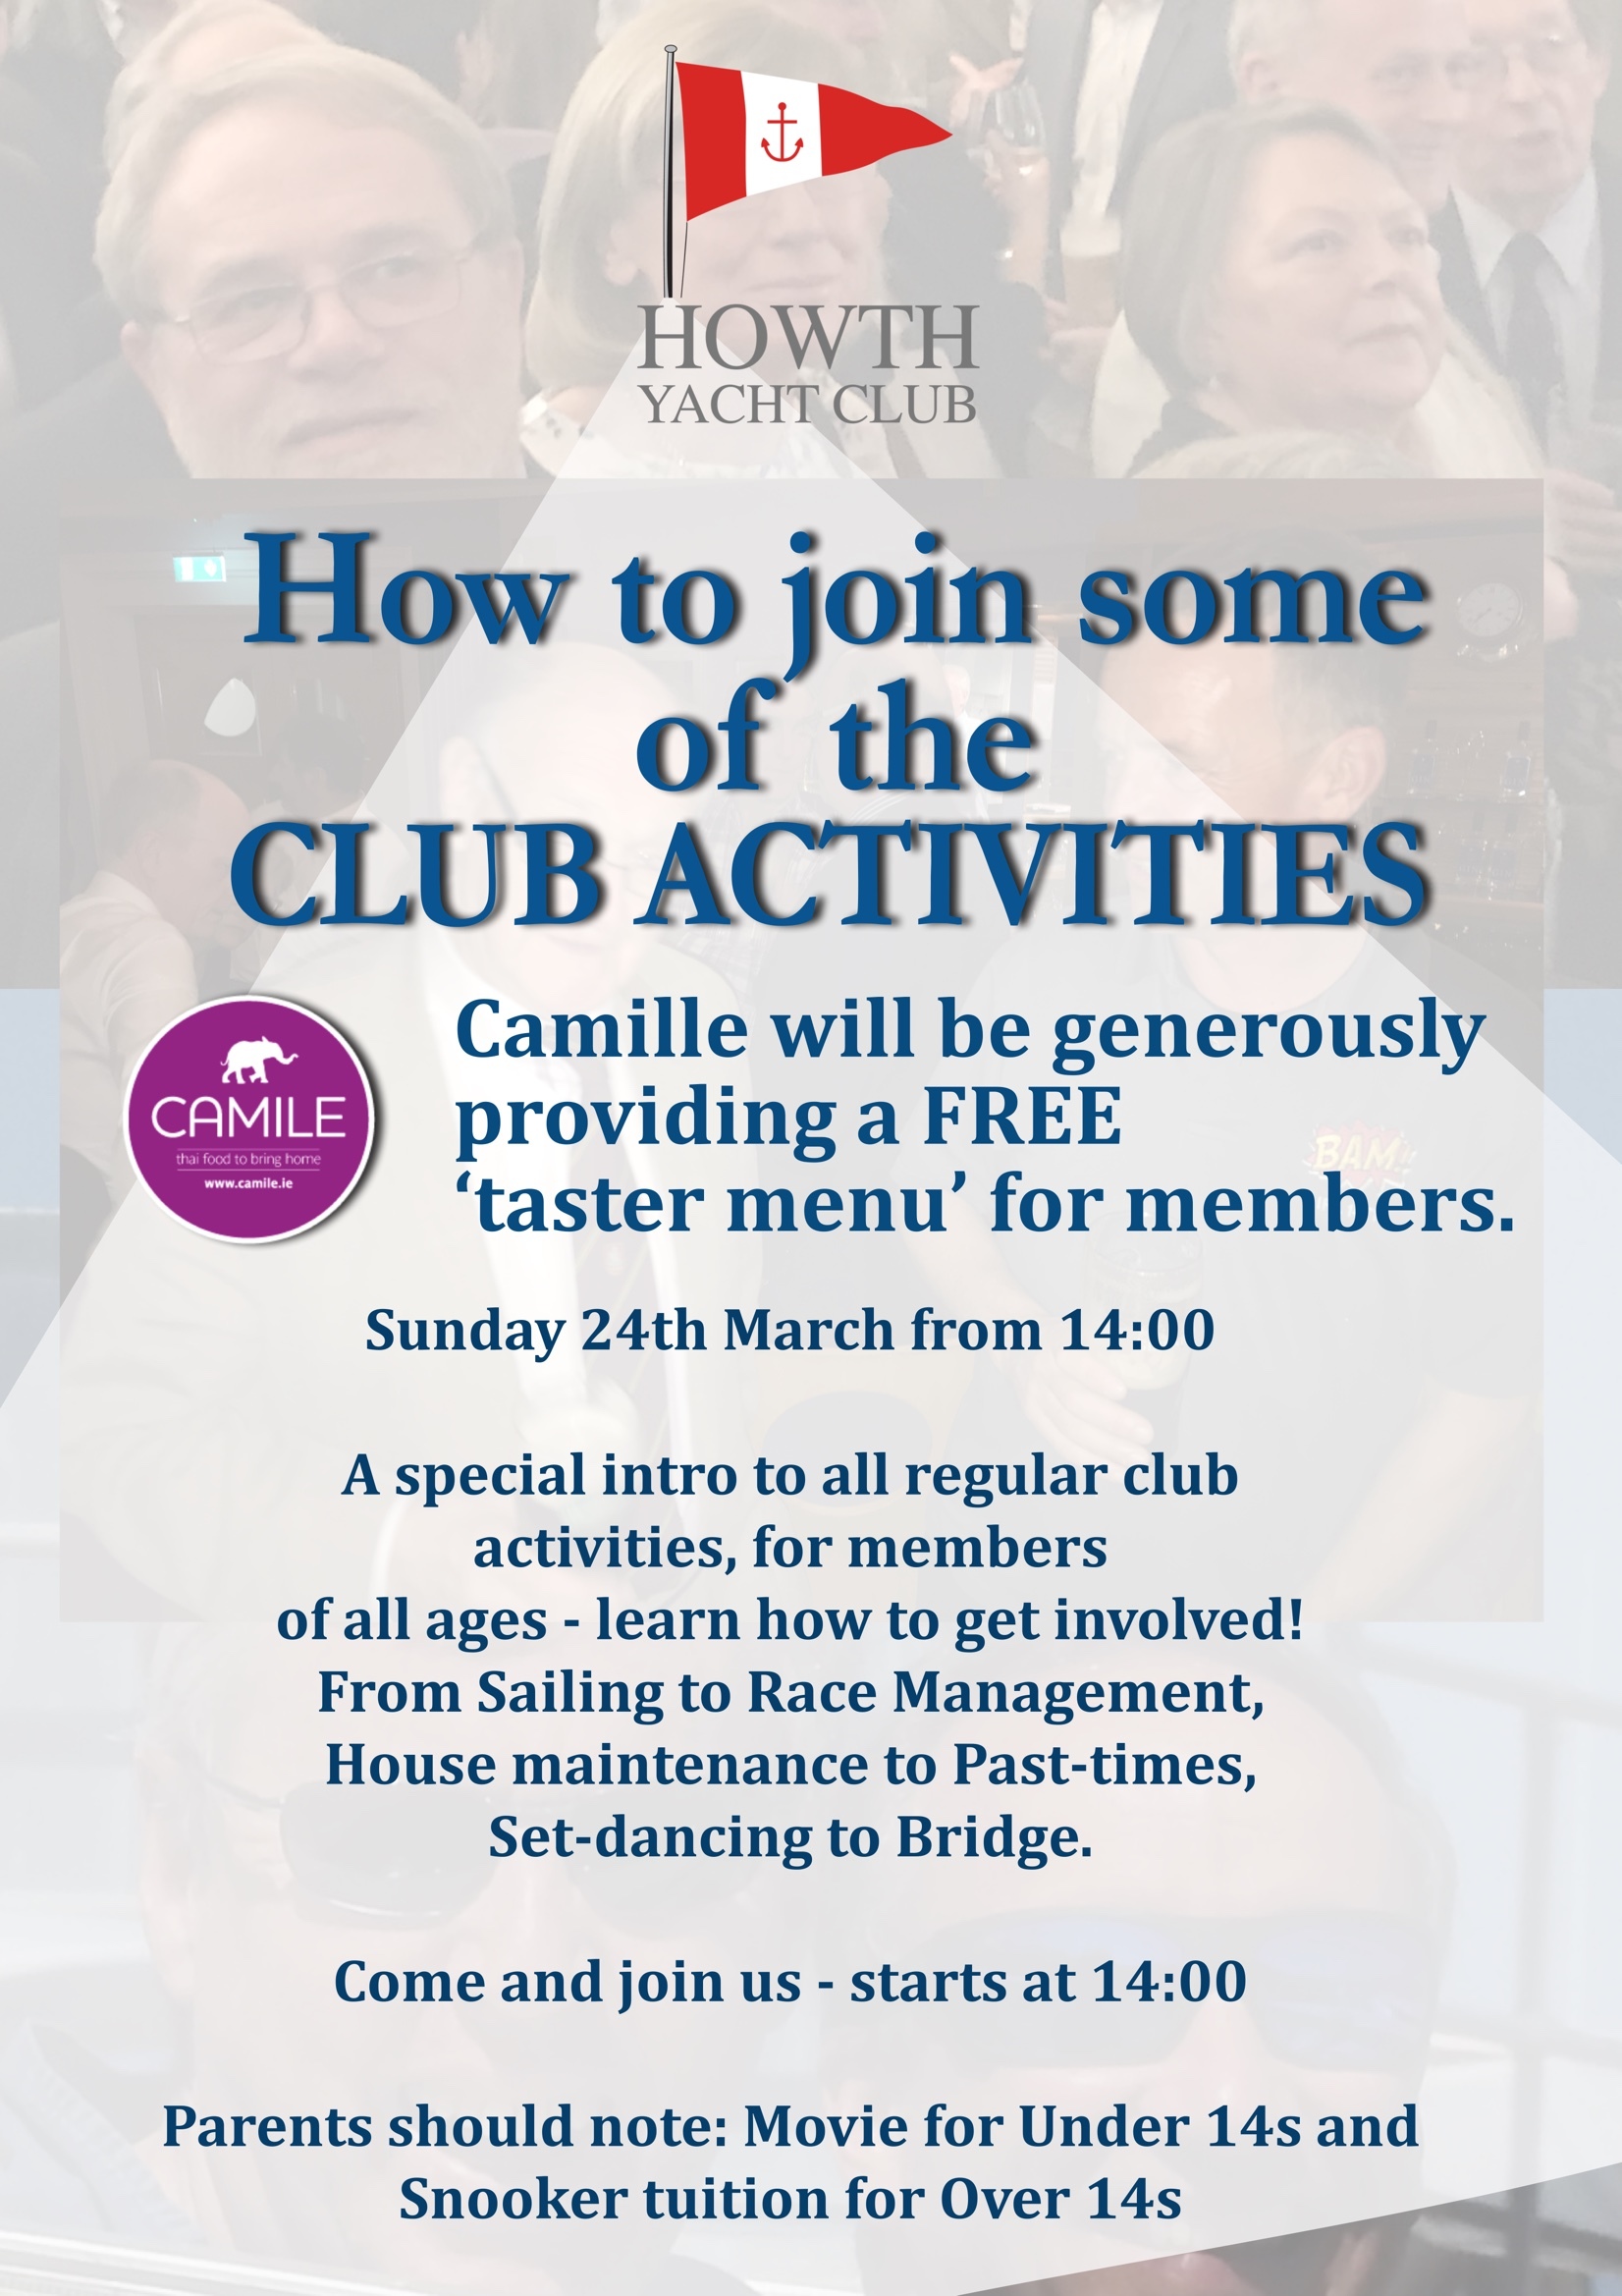 HOWTH
YACHT CLUB
How to join some
of the
CLUB ACTIVITIES
CAMILE
thai food to bring home
www.camile.ie
Camille will be generously
providing a FREE
‘taster menu’ for members.
BAM!
Sunday 24th March from 14:00
A special intro to all regular club
activities, for members
of all ages - learn how to get involved!
From Sailing to Race Management,
House maintenance to Past-times,
Set-dancing to Bridge.
Come and join us - starts at 14:00
Parents should note: Movie for Under 14s and
Snooker tuition for Over 14s